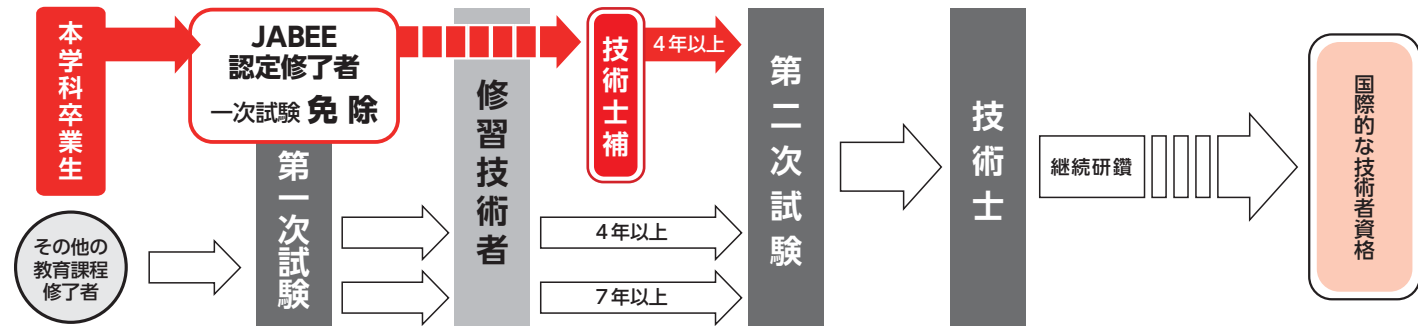 本学科卒業生
JABEE
認定修了者
一次試験 免 除
技術士補
4年以上
その他の
教育課程
修了者
第一次試験
修習技術者
4年以上
7年以上
第二次試験
技術士
継続研鑽
国際的な技術者資格